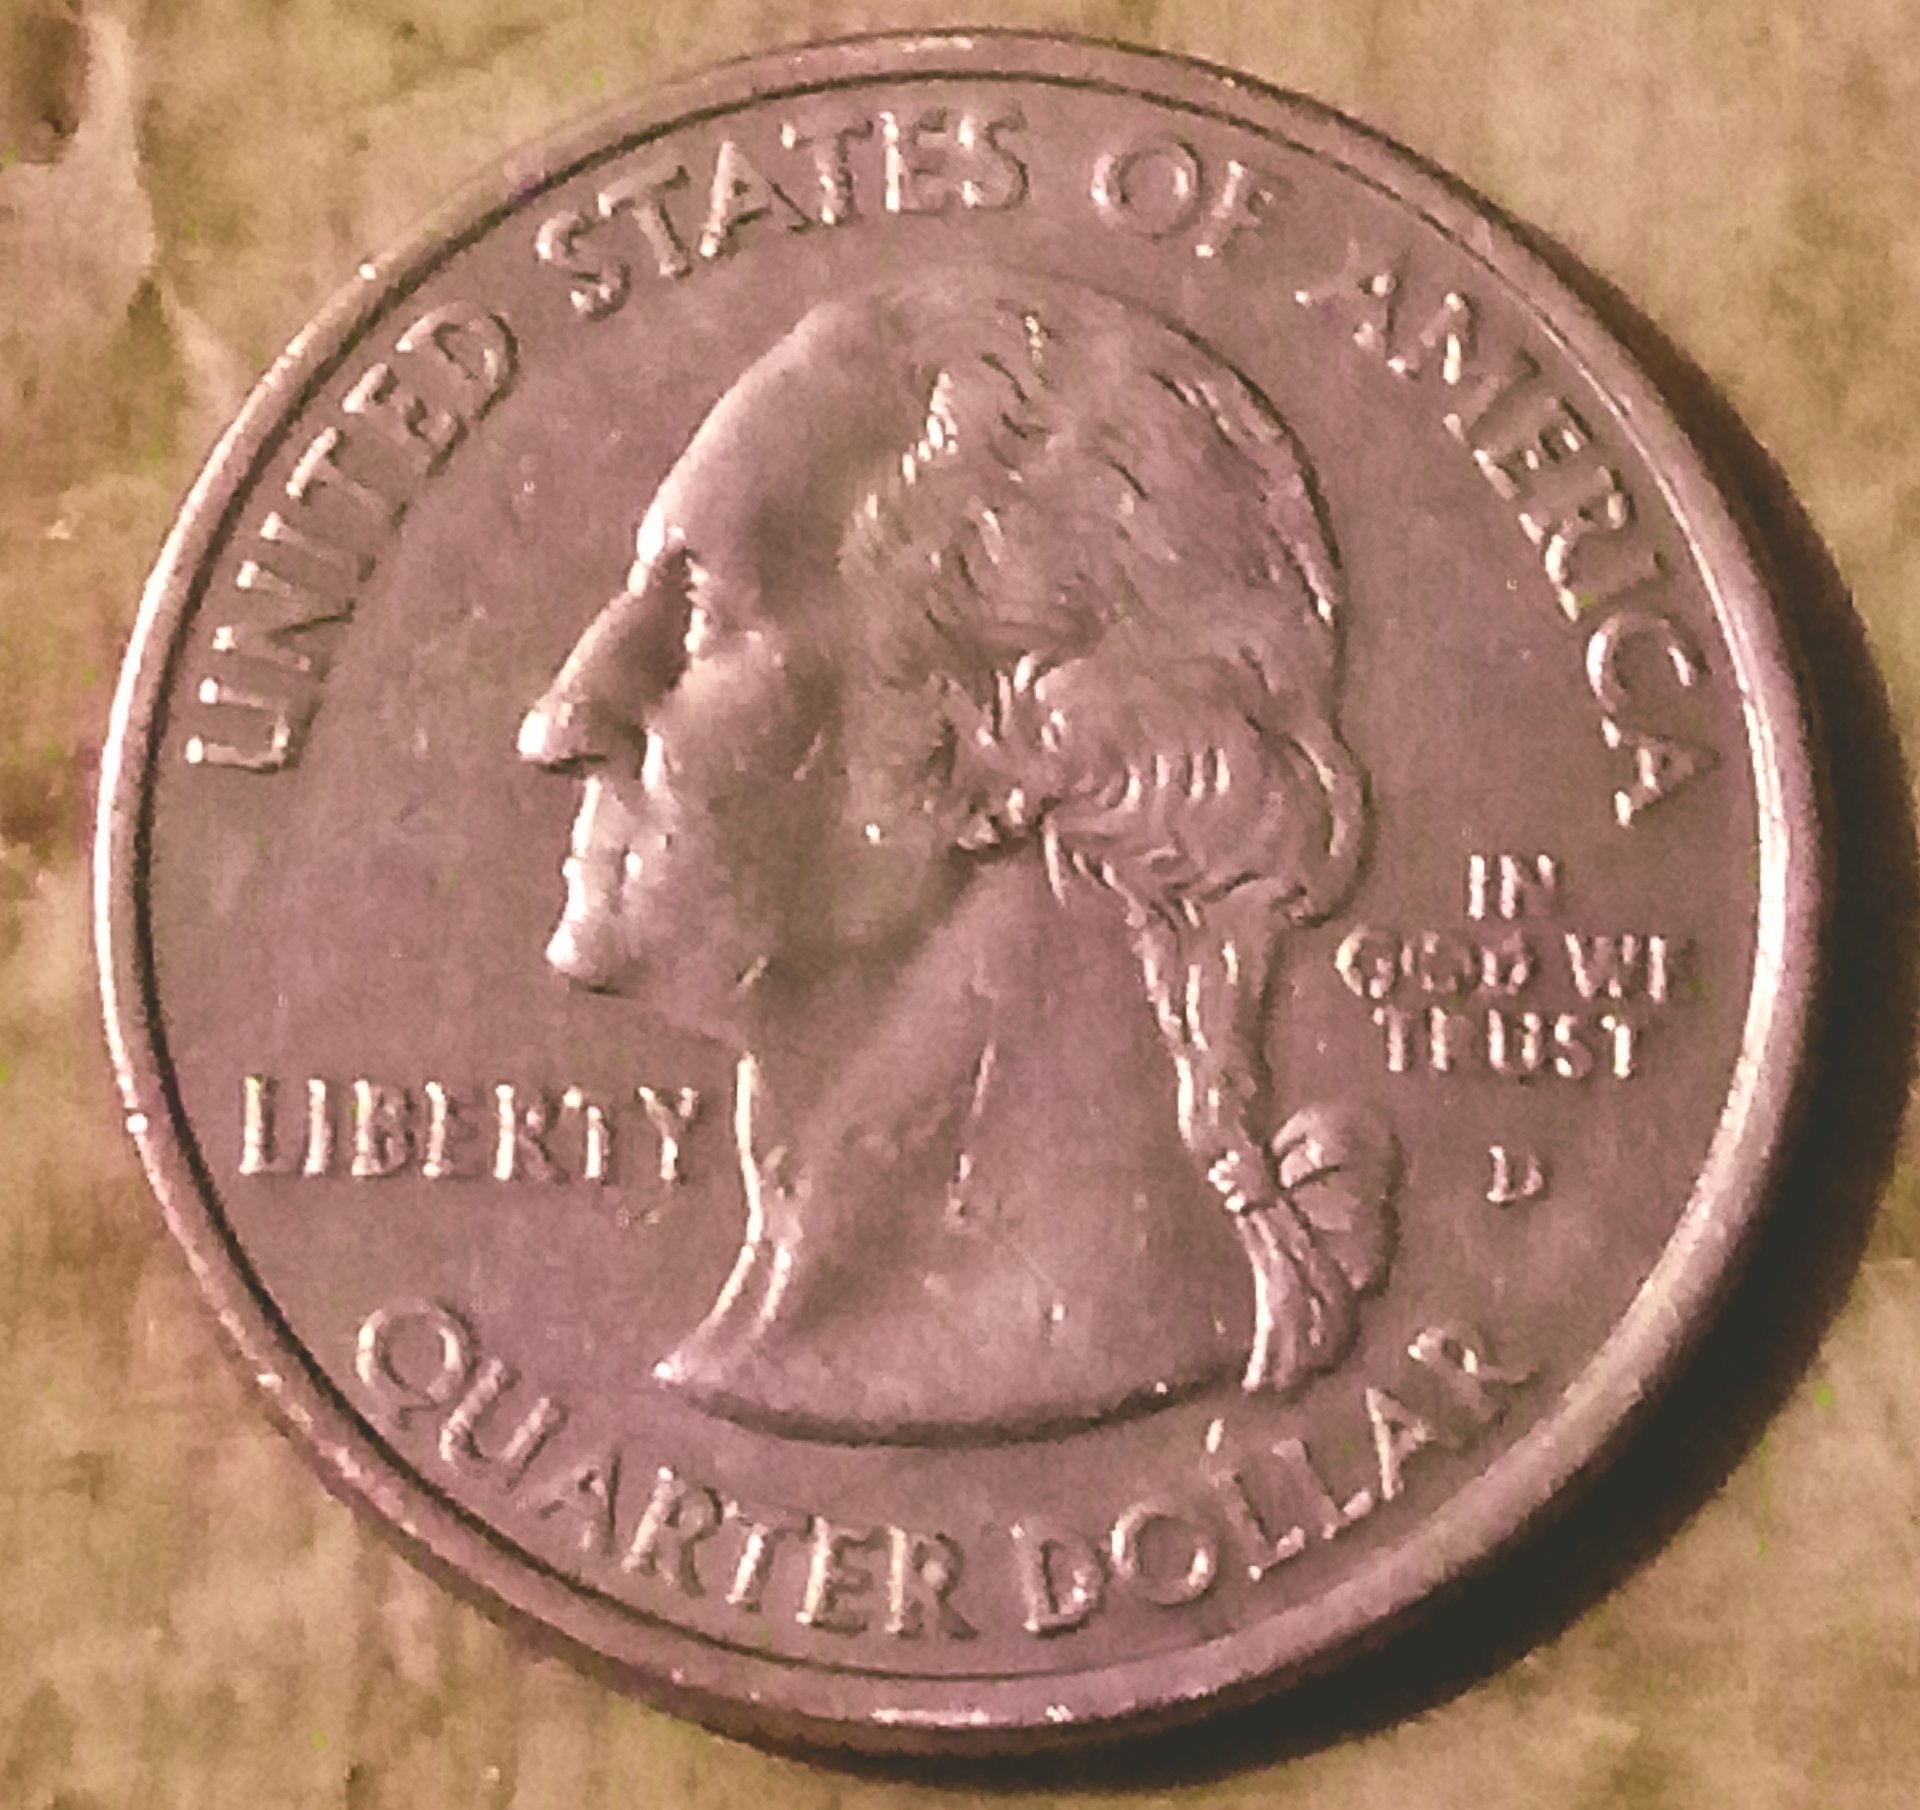 UNITED STATES OF AMERICA
LIBERTY
IN
GOD WE
TRUST
D
QUARTER DOLLAR